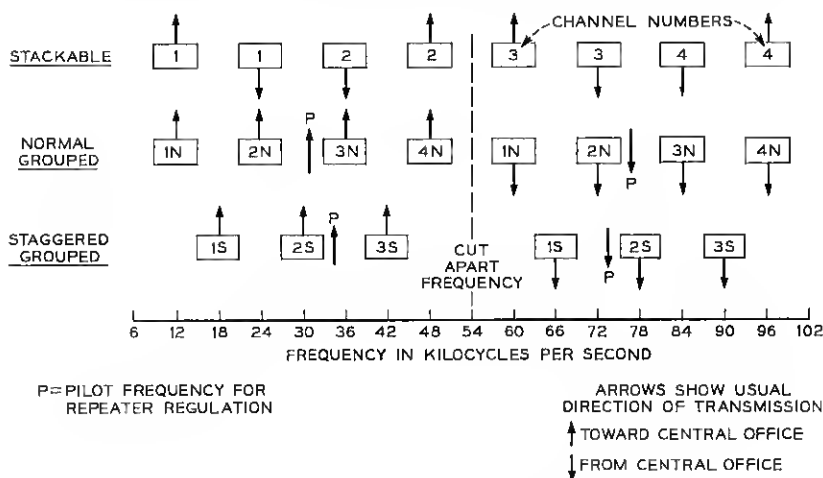 CHANNEL NUMBERS
STACKABLE 1 1 2 2 3 3 4 4
P
NORMAL
GROUPED
1N 2N 3N 4N 1N 2N 3N 4N
P
P
STAGGERED
GROUPED
1S 2S 3S 1S 2S 3S
P
CUT
APART
FREQUENCY
6 12 18 24 30 36 42 48 54 60 66 72 78 84 90 96 102
FREQUENCY IN KILOCYCLES PER SECOND
P=PILOT FREQUENCY FOR
REPEATER REGULATION
ARROWS SHOW USUAL
DIRECTION OF TRANSMISSION
TOWARD CENTRAL OFFICE
FROM CENTRAL OFFICE